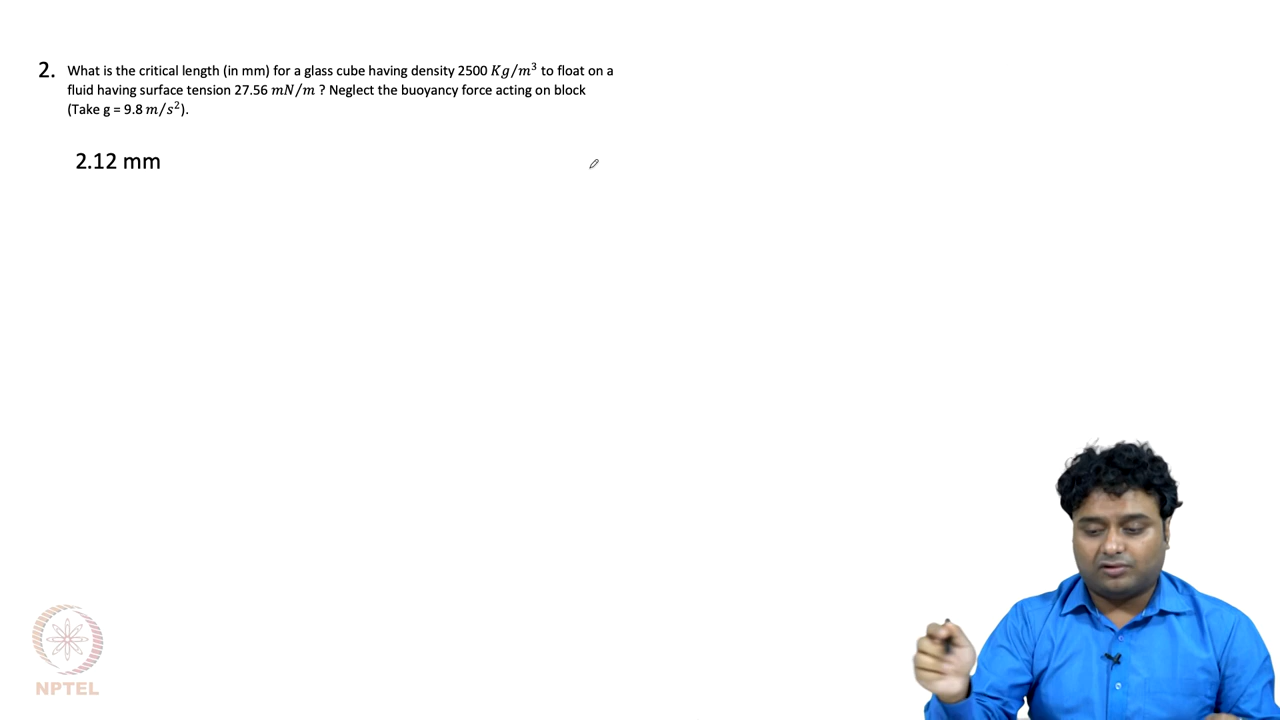 2. What is the critical length (in mm) for a glass cube having density 2500 Kg/m³ to float on a
fluid having surface tension 27.56 mN/m ? Neglect the buoyancy force acting on block
(Take g = 9.8 m/s²).
2.12 mm
NPTEL